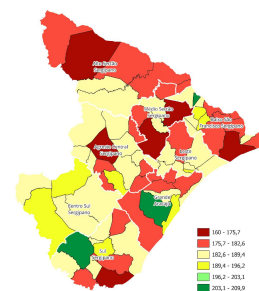 Alto Sertão
Sergipano
Médio Sertão
Sergipano
Baixo São
Francisco Sergipano
Agreste Central
Sergipano
Leste
Sergipano
Grande
Aracaju
Centro Sul
Sergipano
Sul
Sergipano
160 - 175,7
175,7 - 182,6
182,6 - 189,4
189,4 - 196,2
196,2 - 203,1
203,1 - 209,9